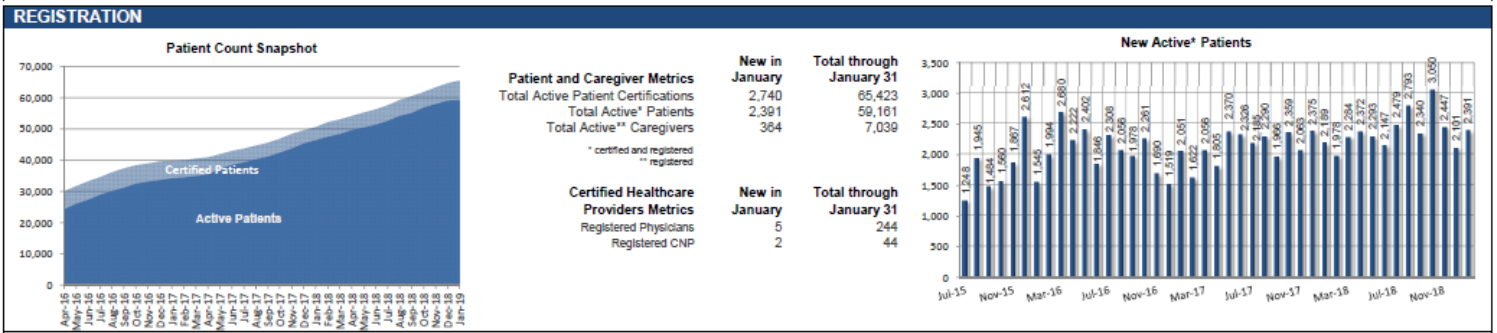 REGISTRATION
Patient Count Snapshot
70,000
60,000
50,000
40,000
30,000
20,000
10,000
0
Certified Patients
Active Patients
Apr-16
May-16
Jun-16
Jul-16
Aug-16
Sep-16
Oct-16
Nov-16
Dec-16
Jan-17
Feb-17
Mar-17
Apr-17
May-17
Jun-17
Jul-17
Aug-17
Sep-17
Oct-17
Nov-17
Dec-17
Jan-18
Feb-18
Mar-18
Apr-18
May-18
Jun-18
Jul-18
Aug-18
Sep-18
Oct-18
Nov-18
Dec-18
Jan-19
New in Total through
Patient and Caregiver Metrics January January 31
Total Active Patient Certifications 2,740 65,423
Total Active* Patients 2,391 59,161
Total Active** Caregivers 364 7,039
* certified and registered
** registered
Certified Healthcare New in Total through
Providers Metrics January January 31
Registered Physicians 5 244
Registered CNP 2 44
New Active* Patients
3,500
3,000
2,500
2,000
1,500
1,000
500
0
1,248
1,945
1,484
1,560
1,867
2,612
1,545
1,994
2,680
2,222
2,402
1,846
2,308
2,056
1,978
2,261
1,690
1,519
2,051
1,622
2,056
1,805
2,370
2,326
2,185
2,290
1,966
2,359
2,063
2,375
2,189
1,978
2,284
2,372
2,293
2,147
2,479
2,793
2,340
3,050
2,447
2,101
2,391
Jul-15
Nov-15
Mar-16
Jul-16
Nov-16
Mar-17
Jul-17
Nov-17
Mar-18
Jul-18
Nov-18